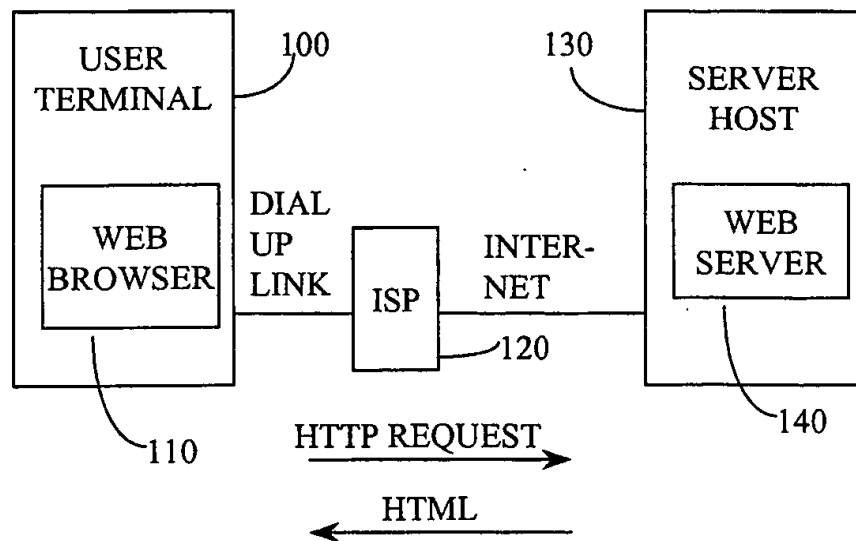 USER
TERMINAL
100
130
SERVER
HOST
WEB
BROWSER
DIAL
UP
LINK
ISP
INTER-
NET
WEB
SERVER
120
110
140
HTTP REQUEST
HTML